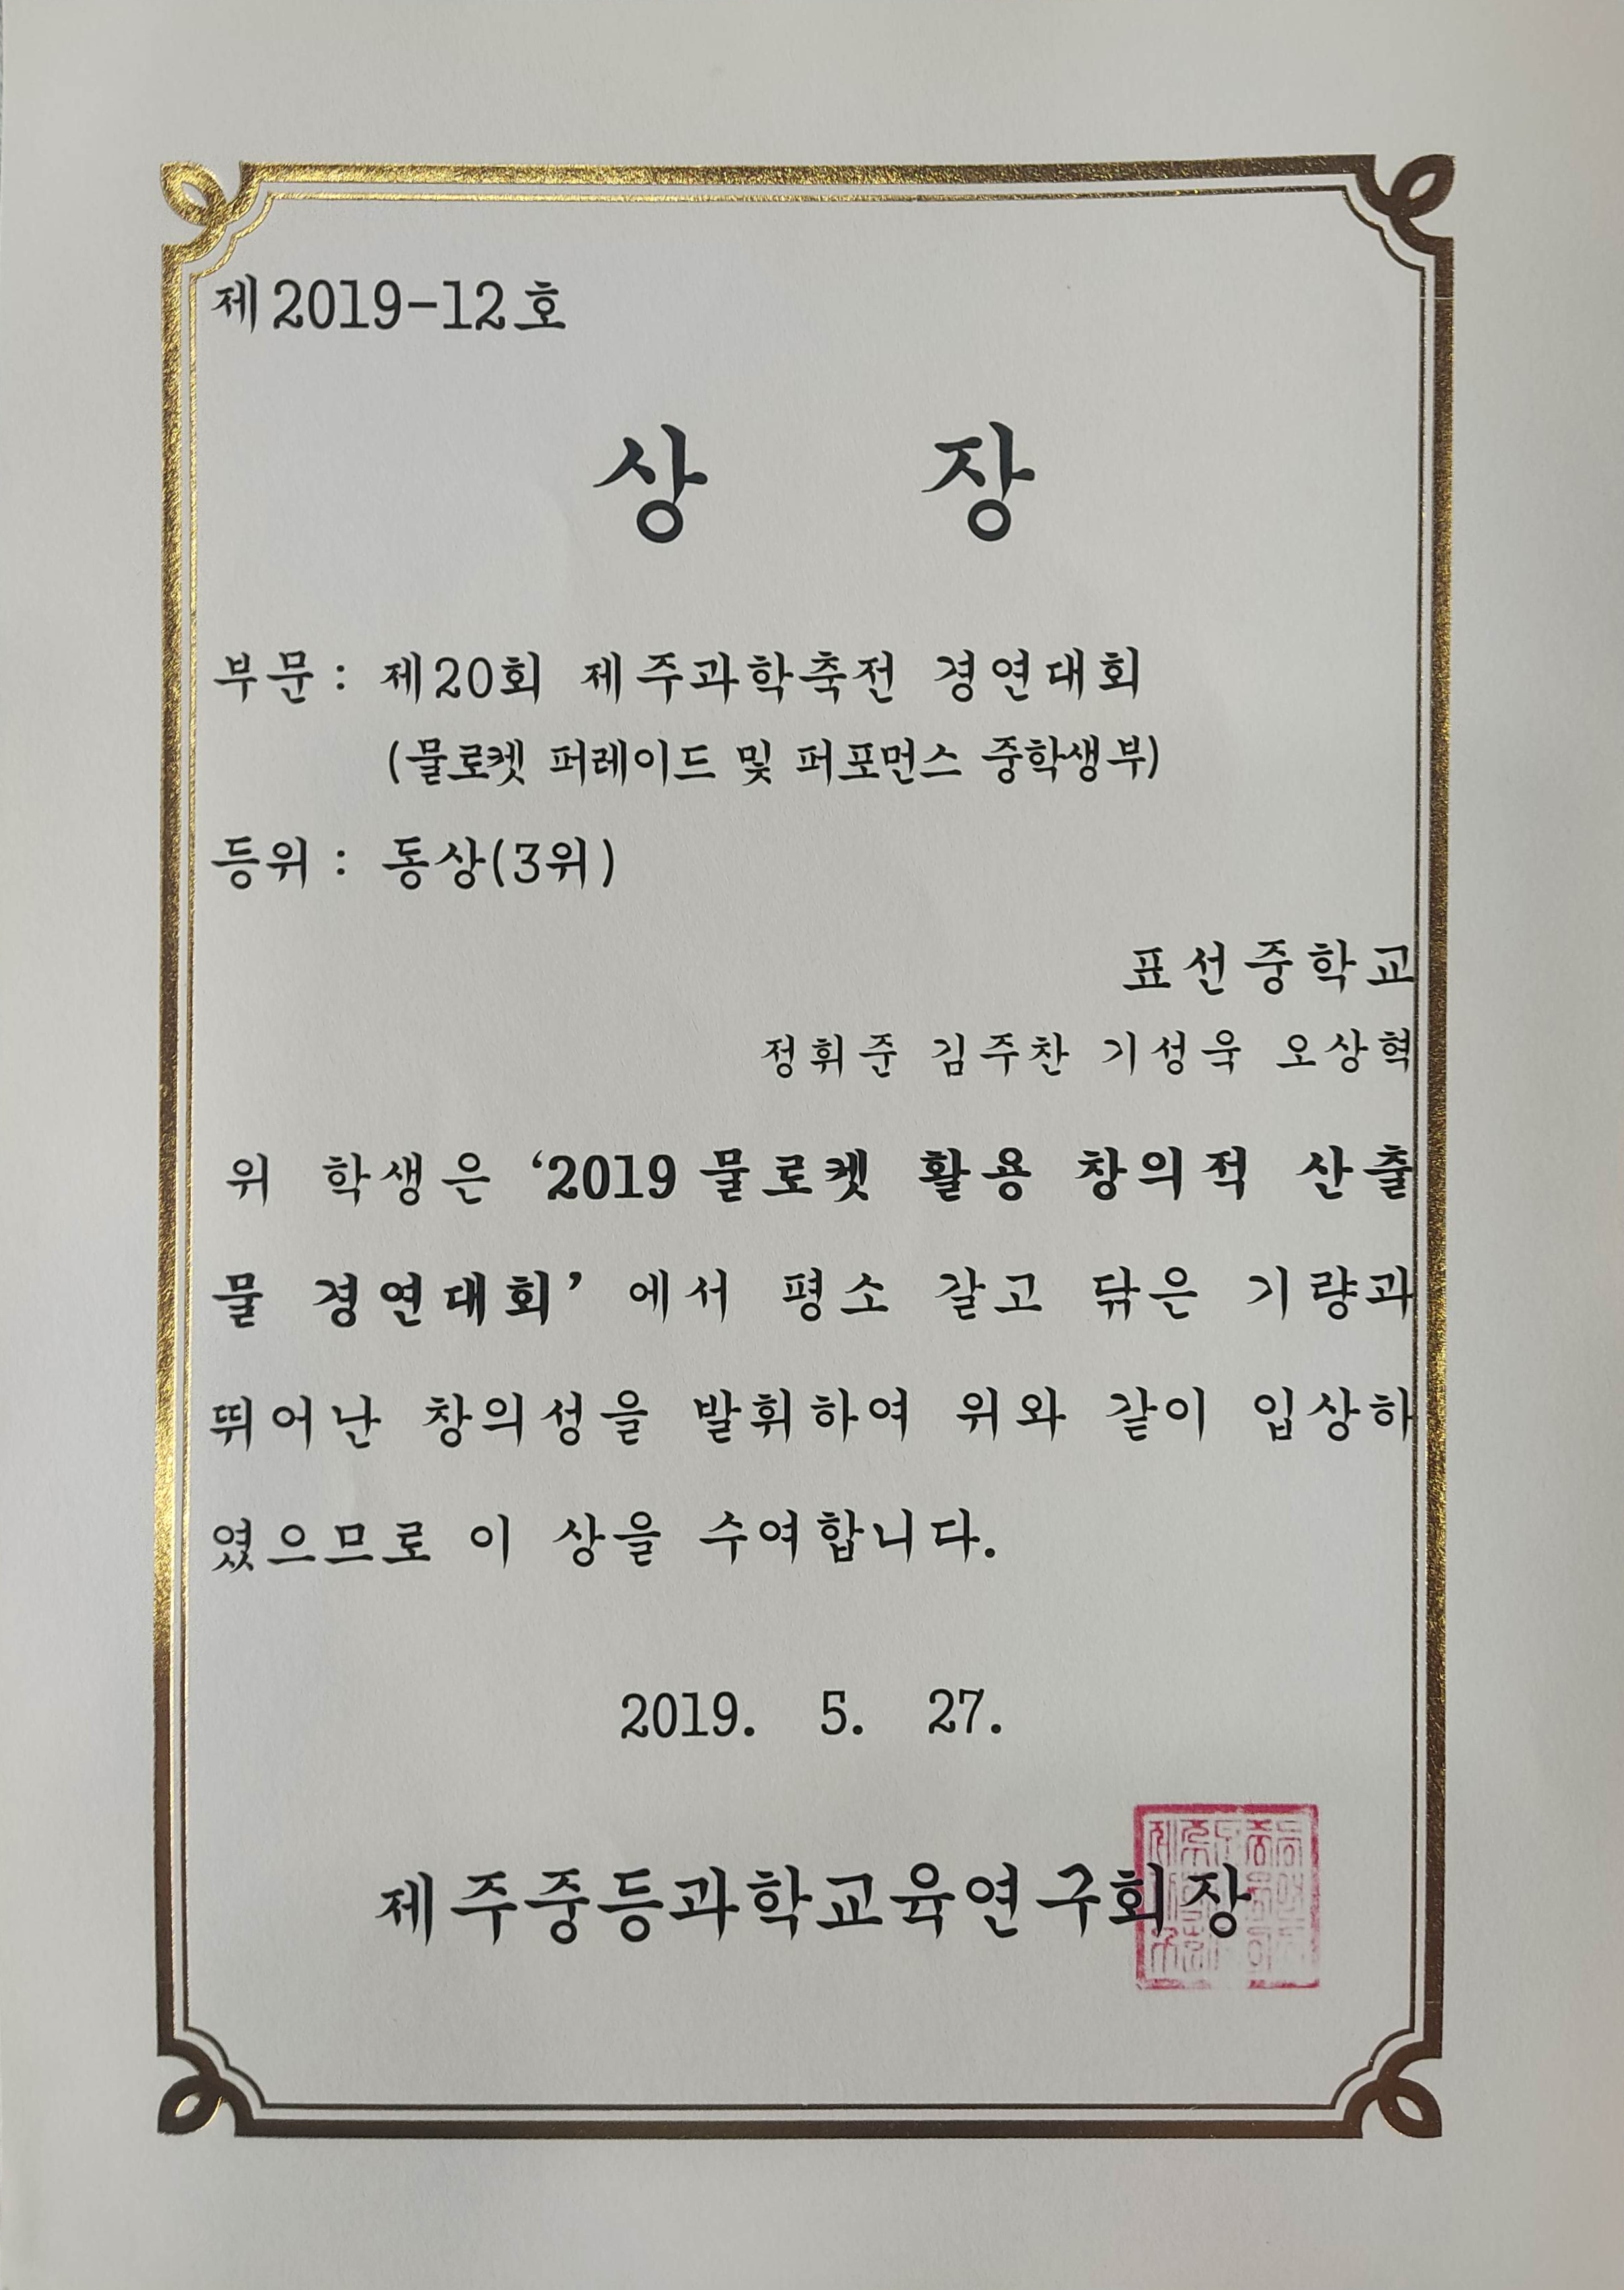 제2019-12호
상 장
부문 : 제20회 제주과학축전 경연대회
(물로켓 퍼레이드 및 퍼포먼스 중학생부)
등위 : 동상(3위)
표선중학교
정휘준 김주찬 기성욱 오상혁
위 학생은 ‘2019 물로켓 활용 창의적 산출
물 경연대회’ 에서 평소 갈고 닦은 기량과
뛰어난 창의성을 발휘하여 위와 같이 입상하
였으므로 이 상을 수여합니다.
2019. 5. 27.
제주중등과학교육연구회장